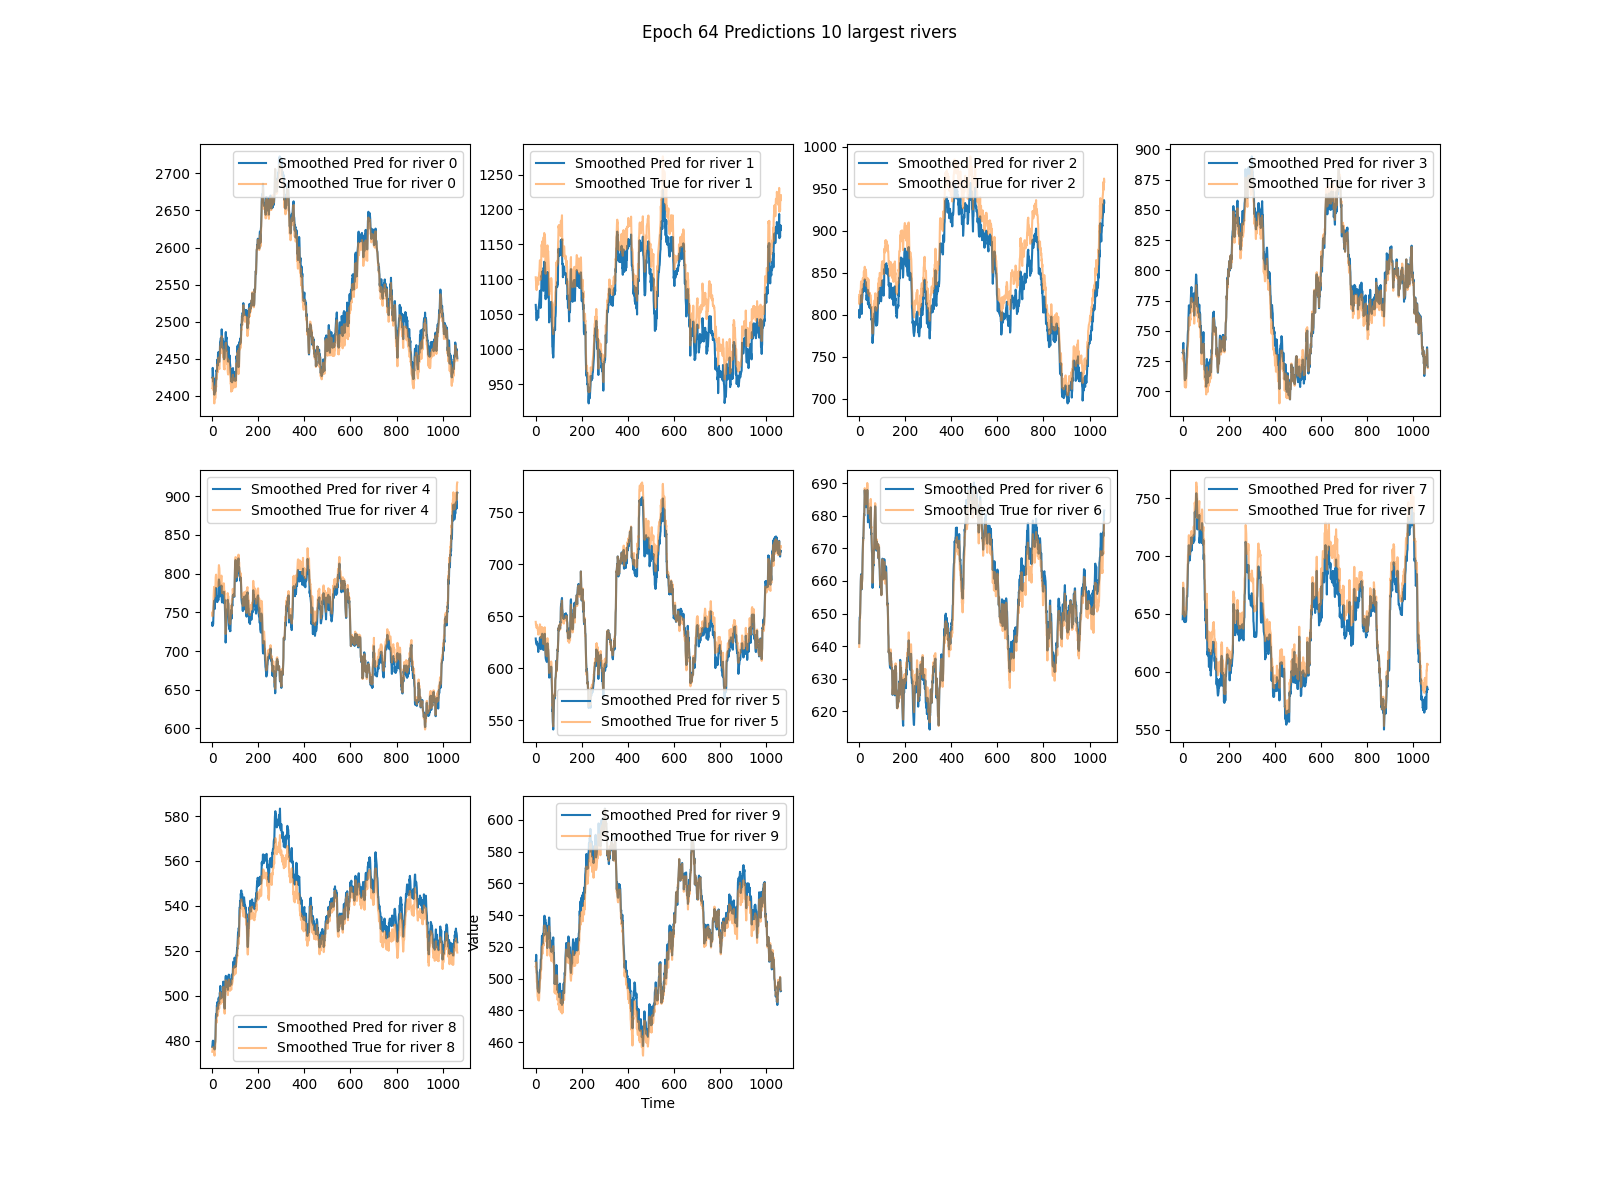 Epoch 64 Predictions 10 largest rivers
Smoothed Pred for river 0
Smoothed True for river 0
2700
2650
2600
2550
2500
2450
2400
0 200 400 600 800 1000
Smoothed Pred for river 1
Smoothed True for river 1
1250
1200
1150
1100
1050
1000
950
0 200 400 600 800 1000
Smoothed Pred for river 2
Smoothed True for river 2
1000
950
900
850
800
750
700
0 200 400 600 800 1000
Smoothed Pred for river 3
Smoothed True for river 3
900
875
850
825
800
775
750
725
700
0 200 400 600 800 1000
Smoothed Pred for river 4
Smoothed True for river 4
900
850
800
750
700
650
600
0 200 400 600 800 1000
750
700
650
600
550
Smoothed Pred for river 5
Smoothed True for river 5
0 200 400 600 800 1000
Smoothed Pred for river 6
Smoothed True for river 6
690
680
670
660
650
640
630
620
0 200 400 600 800 1000
Smoothed Pred for river 7
Smoothed True for river 7
750
700
650
600
550
0 200 400 600 800 1000
580
560
540
520
500
480
Smoothed Pred for river 8
Smoothed True for river 8
0 200 400 600 800 1000
Value
Smoothed Pred for river 9
Smoothed True for river 9
600
580
560
540
520
500
480
460
0 200 400 600 800 1000
Time